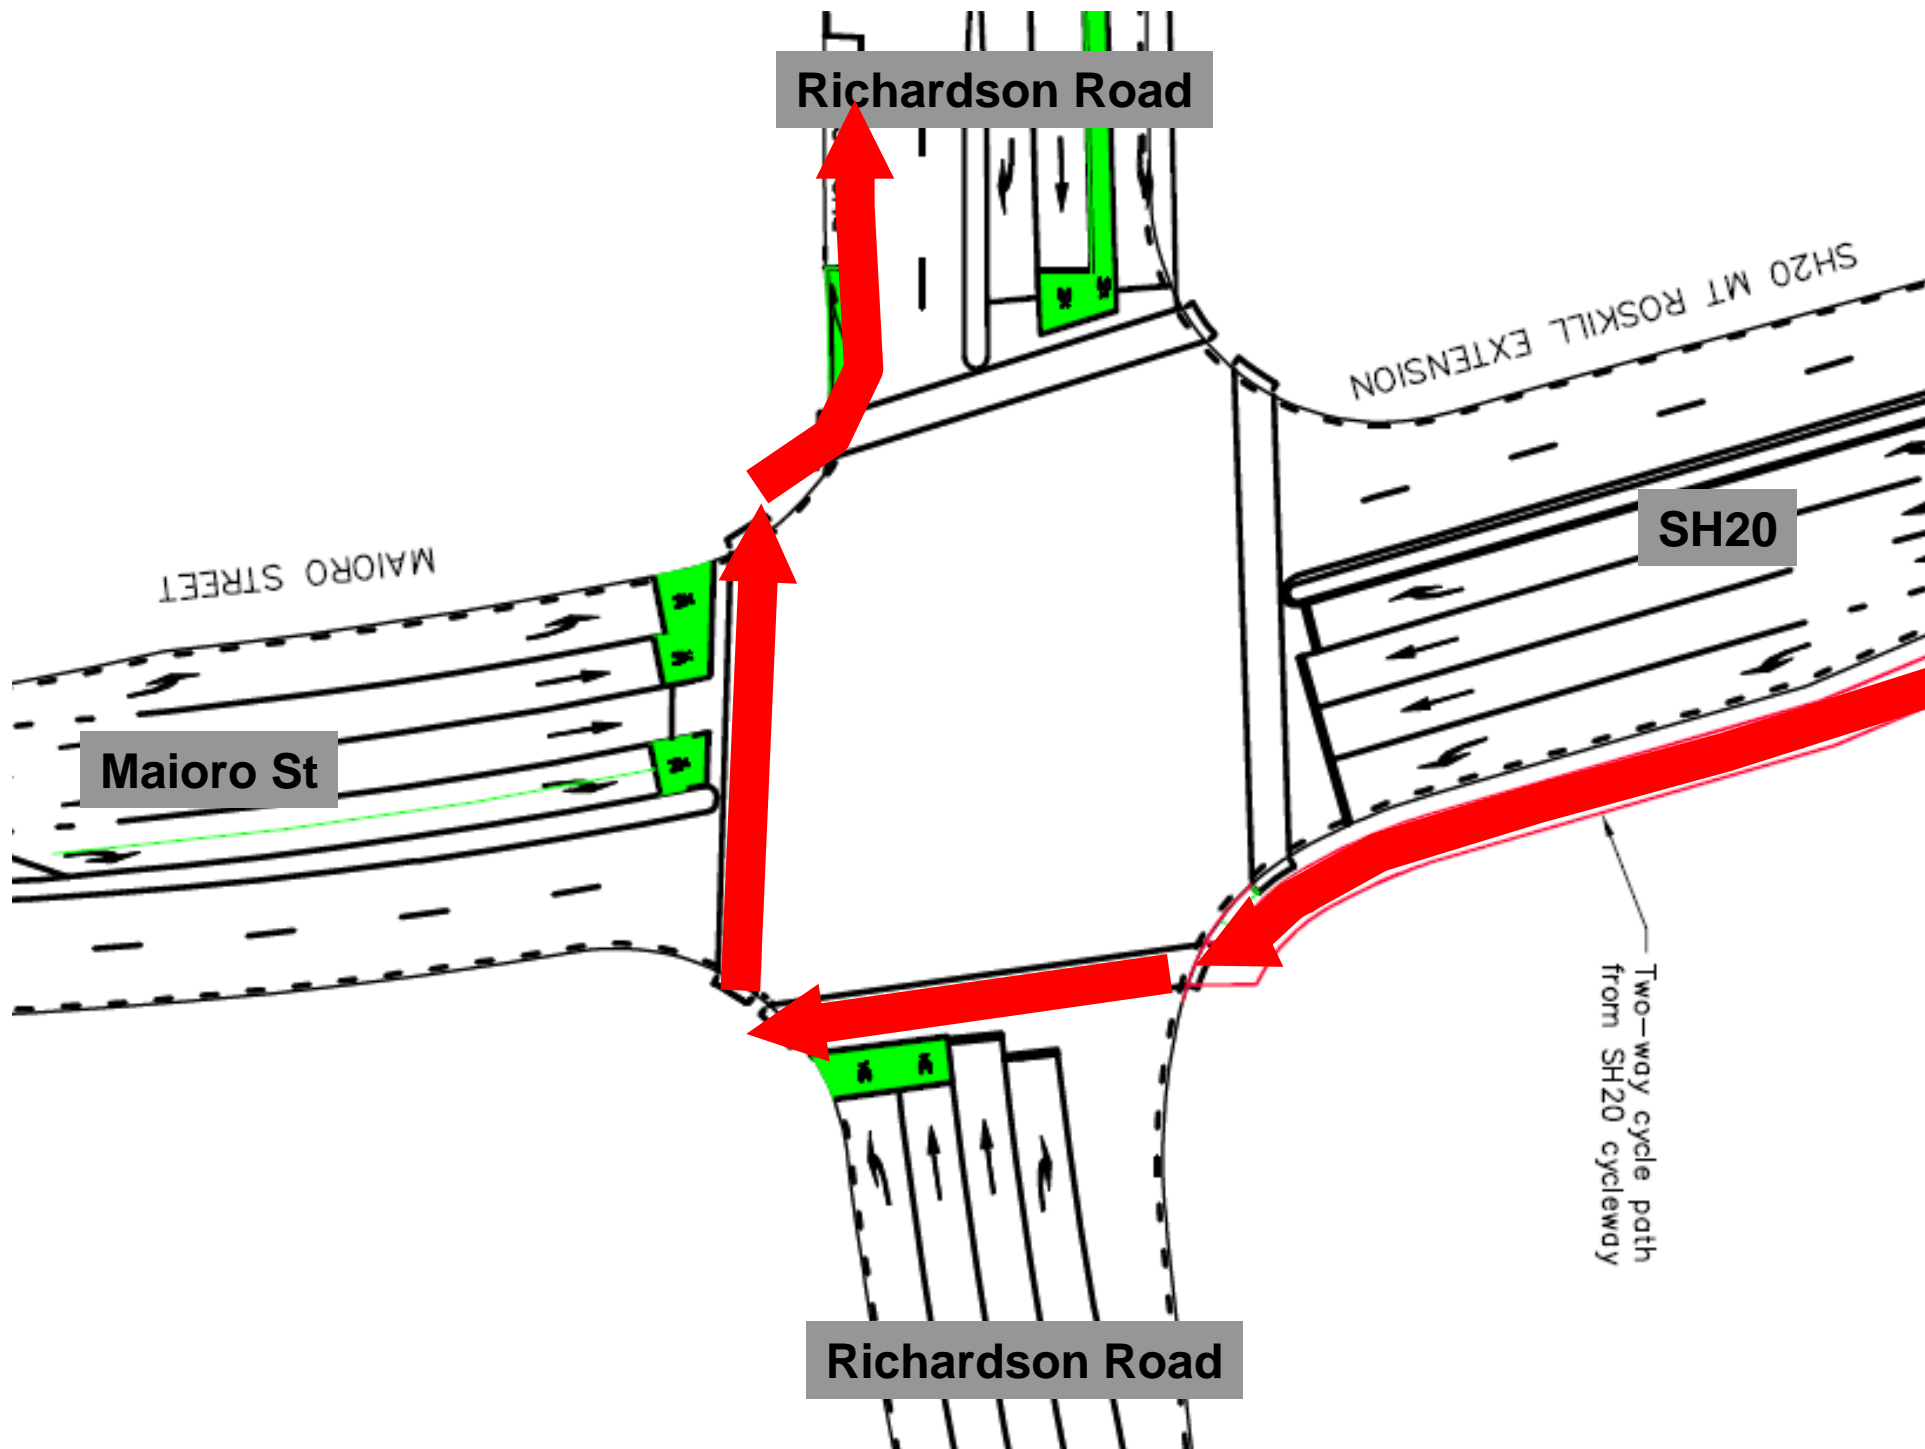 Richardson Road
SH20 MT ROSKILL EXTENSION
SH20
MAIORO STREET
Maioro St
Two-way cycle path
from SH20 cycleway
Richardson Road